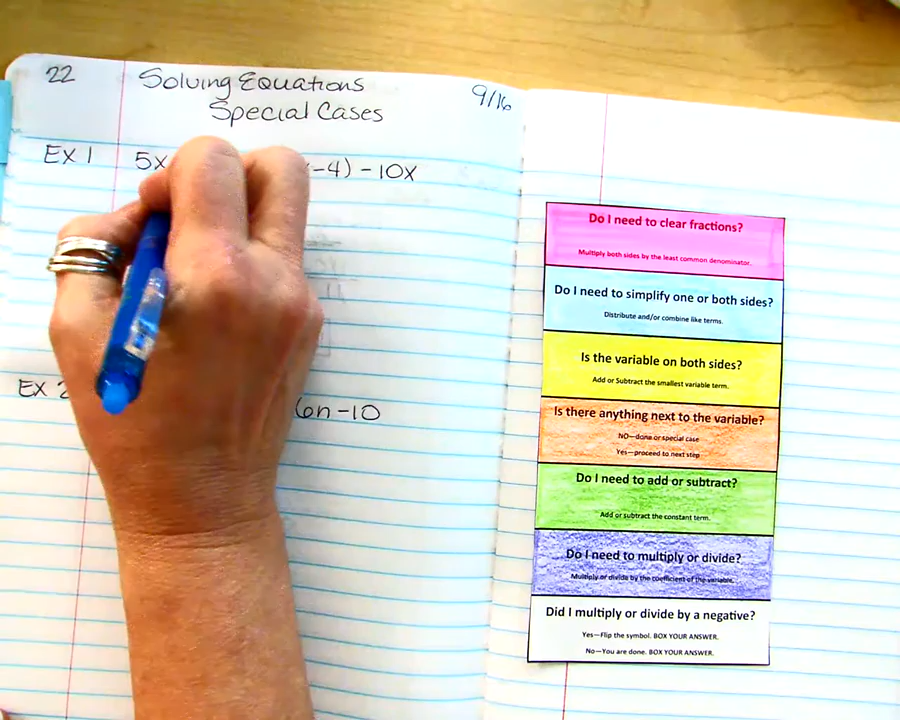 22
Solving Equations
9/16
Special Cases
Ex 1 5x -4) - 10x
Ex 2 6n - 10
Do I need to clear fractions?
Multiply both sides by the least common denominator.
Do I need to simplify one or both sides?
Distribute and/or combine like terms.
Is the variable on both sides?
Add or Subtract the smallest variable term.
Is there anything next to the variable?
NO—done or special case
Yes—proceed to next step
Do I need to add or subtract?
Add or subtract the constant term.
Do I need to multiply or divide?
Multiply or divide by the coefficient of the variable.
Did I multiply or divide by a negative?
Yes—Flip the symbol. BOX YOUR ANSWER.
No—You are done. BOX YOUR ANSWER.